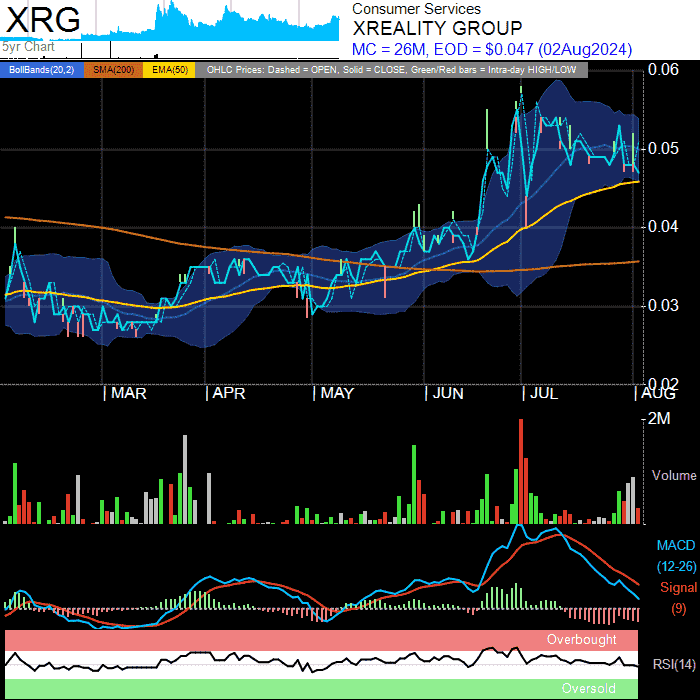 XRG
5yr Chart
Consumer Services
XREALITY GROUP
MC = 26M, EOD = $0.047 (02Aug2024)
BollBands(20,2) SMA(200) EMA(50) OHLC Prices: Dashed = OPEN, Solid = CLOSE, Green/Red bars = Intra-day HIGH/LOW
0.06
0.05
0.04
0.03
0.02
MAR APR MAY JUN JUL AUG
2M
Volume
MACD
(12-26)
Signal
(9)
Overbought
RSI(14)
Oversold